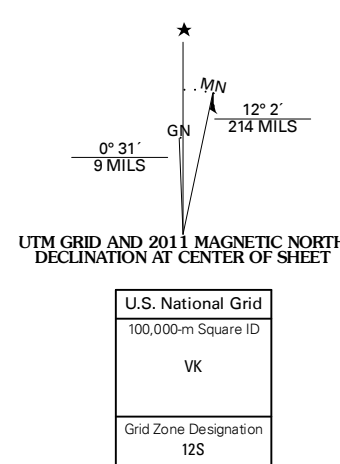 MN
12° 2´
214 MILS
GN
0° 31´
9 MILS
UTM GRID AND 2011 MAGNETIC NORTH
DECLINATION AT CENTER OF SHEET
U.S. National Grid
100,000-m Square ID
VK
Grid Zone Designation
12S